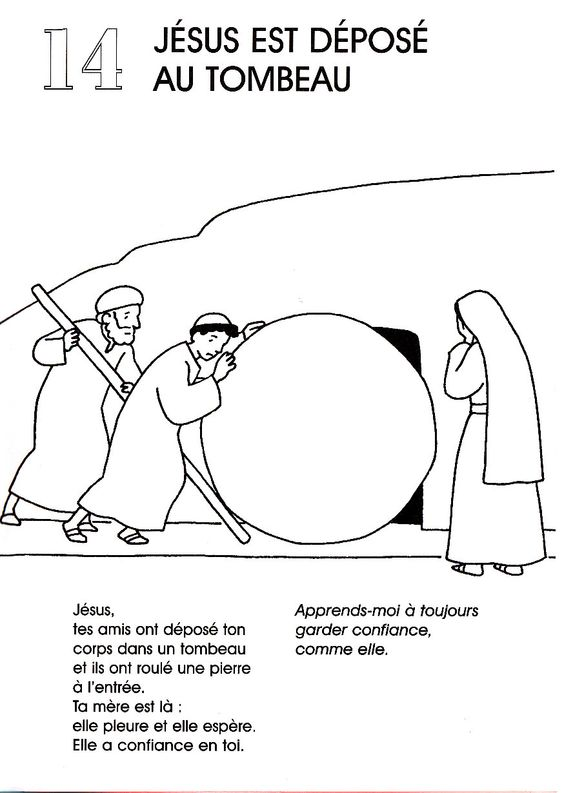 14
JÉSUS EST DÉPOSÉ
AU TOMBEAU
Jésus,
tes amis ont déposé ton
corps dans un tombeau
et ils ont roulé une pierre
à l'entrée.
Ta mère est là :
elle pleure et elle espère.
Elle a confiance en toi.
Apprends-moi à toujours
garder confiance,
comme elle.